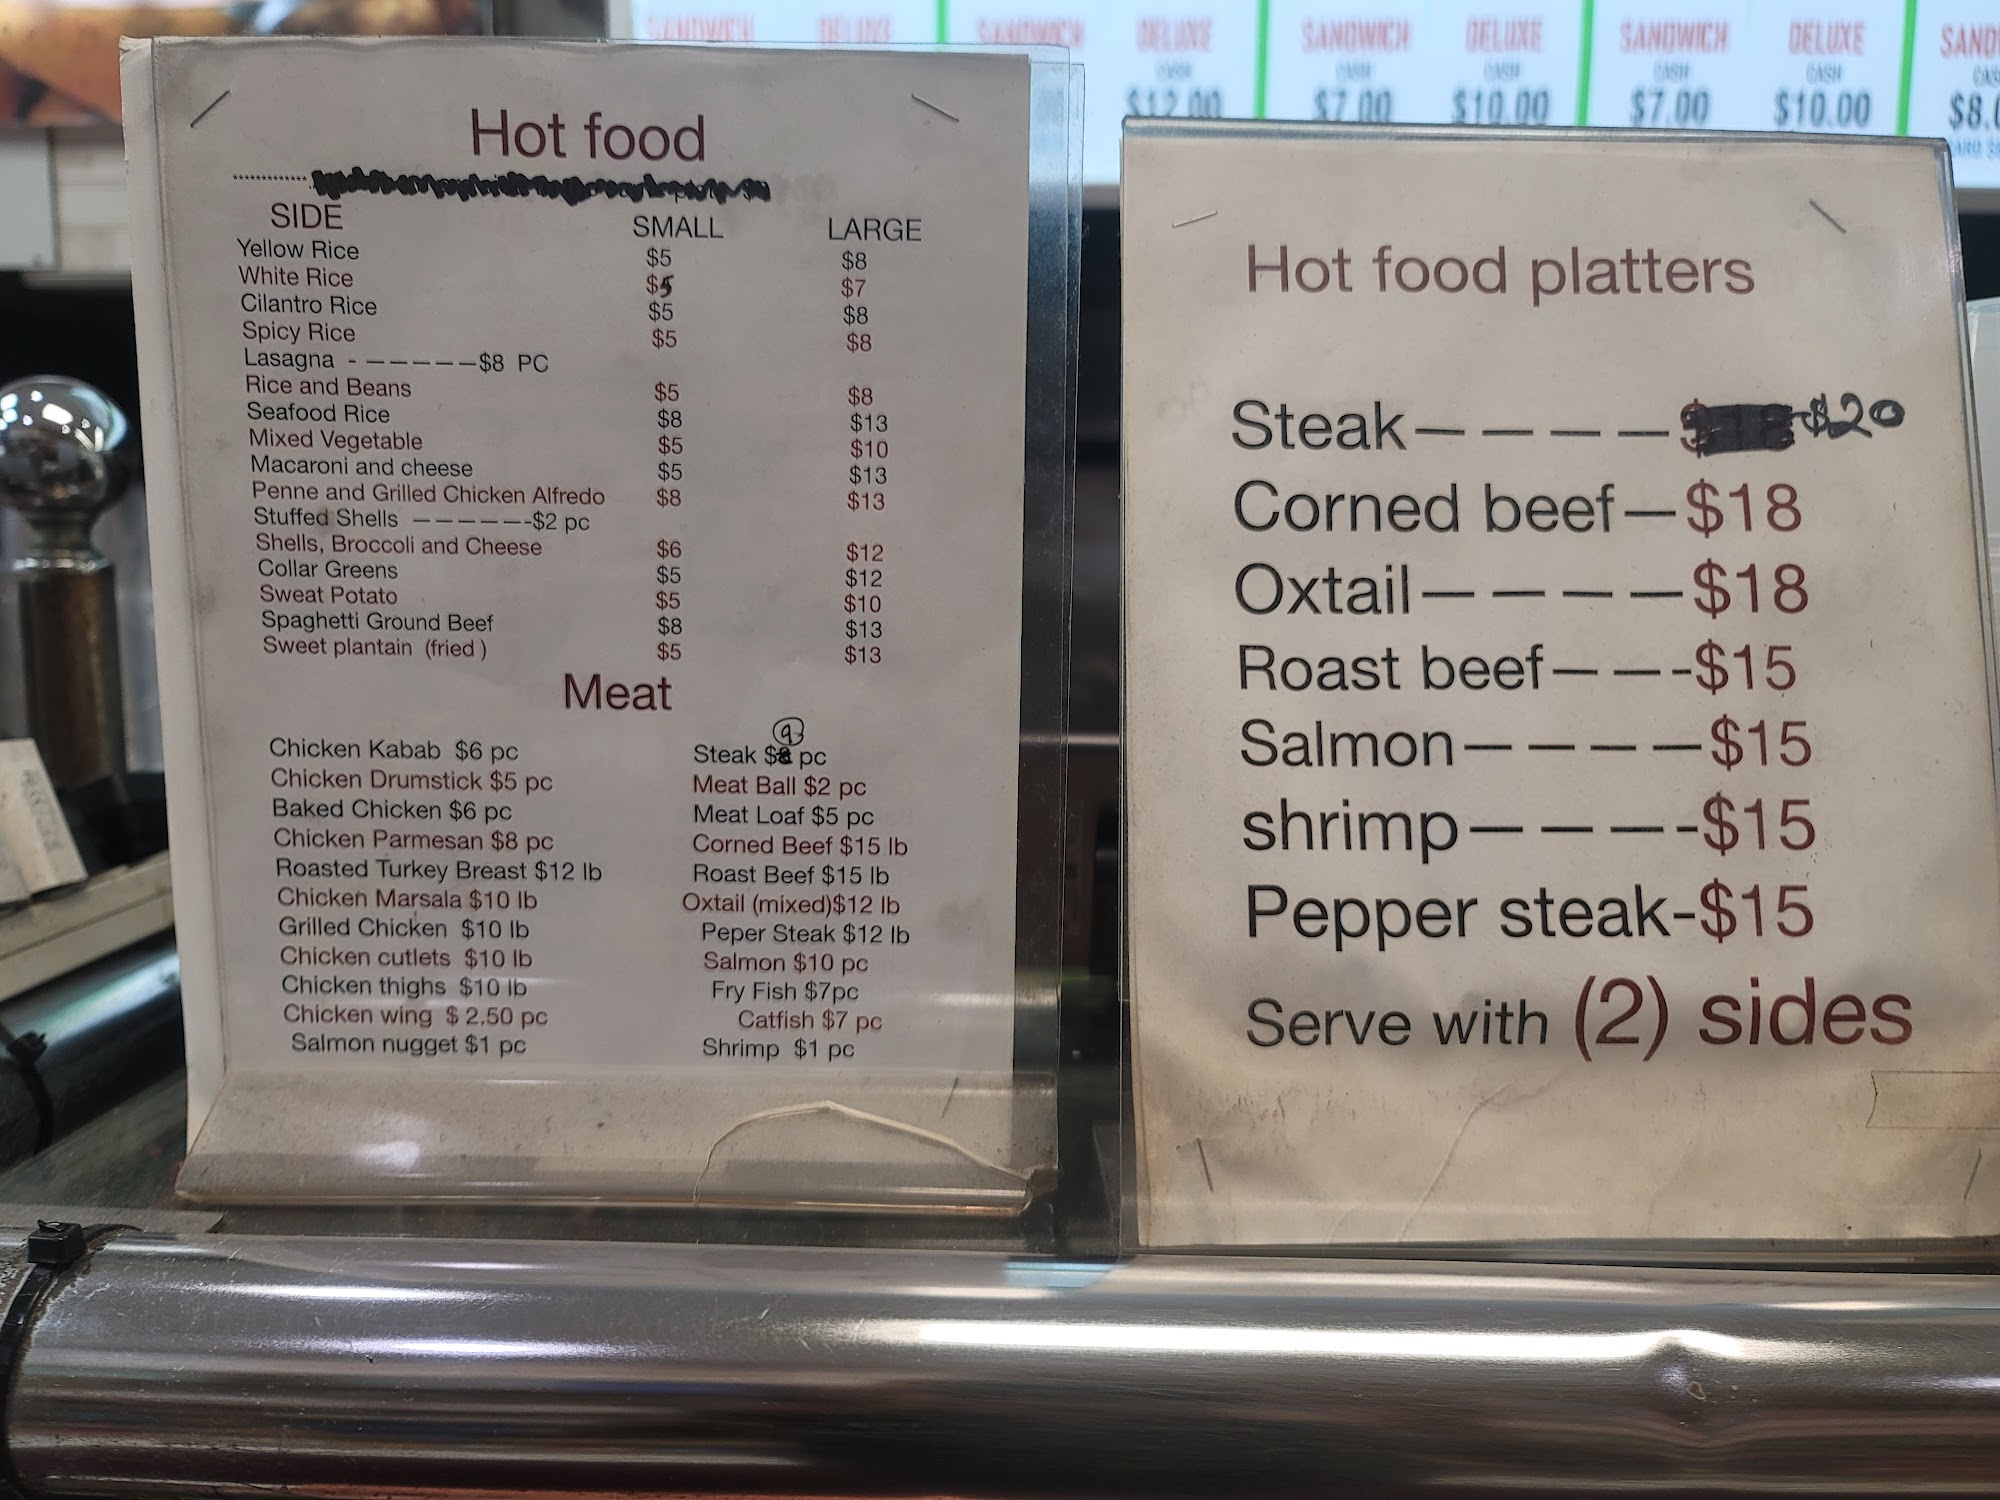 SANDWICH DELUXE SANDWICH DELUXE SANDWICH DELUXE SANDWICH DELUXE
CASH CASH CASH CASH CASH
$12.00 $7.00 $10.00 $7.00 $10.00
Hot food
SIDE SMALL LARGE
Yellow Rice $5 $8
White Rice $5 $7
Cilantro Rice $5 $8
Spicy Rice $5 $8
Lasagna - — — — — —$8 PC
Rice and Beans $5 $8
Seafood Rice $8 $13
Mixed Vegetable $5 $10
Macaroni and cheese $5 $13
Penne and Grilled Chicken Alfredo $8 $13
Stuffed Shells — — — — — --$2 pc
Shells, Broccoli and Cheese $6 $12
Collar Greens $5 $12
Sweat Potato $5 $10
Spaghetti Ground Beef $8 $13
Sweet plantain (fried ) $5 $13
Meat
Chicken Kabab $6 pc
Chicken Drumstick $5 pc
Baked Chicken $6 pc
Chicken Parmesan $8 pc
Roasted Turkey Breast $12 lb
Chicken Marsala $10 lb
Grilled Chicken $10 lb
Chicken cutlets $10 lb
Chicken thighs $10 lb
Chicken wing $ 2.50 pc
Salmon nugget $1 pc
9
Steak $ pc
Meat Ball $2 pc
Meat Loaf $5 pc
Corned Beef $15 lb
Roast Beef $15 lb
Oxtail (mixed)$12 lb
Peper Steak $12 lb
Salmon $10 pc
Fry Fish $7pc
Catfish $7 pc
Shrimp $1 pc
Hot food platters
Steak— — — — —$20
Corned beef—$18
Oxtail— — — — —$18
Roast beef— — --$15
Salmon— — — — —$15
shrimp— — — — -$15
Pepper steak-$15
Serve with (2) sides